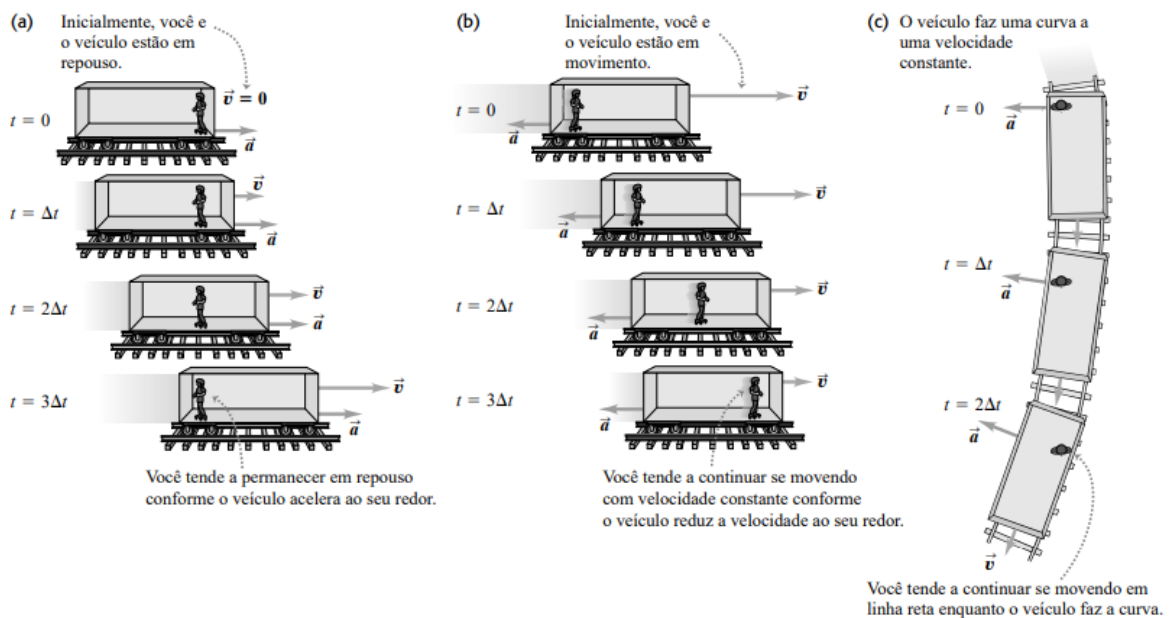 (a) Inicialmente, você e
o veículo estão em
repouso.
v⃗ = 0
t = 0
a⃗
v⃗
t = Δt
a⃗
v⃗
t = 2Δt
a⃗
v⃗
t = 3Δt
a⃗
Você tende a permanecer em repouso
conforme o veículo acelera ao seu redor.
(b) Inicialmente, você e
o veículo estão em
movimento.
v⃗
t = 0
a⃗
v⃗
t = Δt
a⃗
v⃗
t = 2Δt
a⃗
v⃗
t = 3Δt
a⃗
Você tende a continuar se movendo
com velocidade constante conforme
o veículo reduz a velocidade ao seu redor.
(c) O veículo faz uma curva a
uma velocidade
constante.
t = 0
a⃗
t = Δt
a⃗
t = 2Δt
a⃗
v⃗
Você tende a continuar se movendo em
linha reta enquanto o veículo faz a curva.